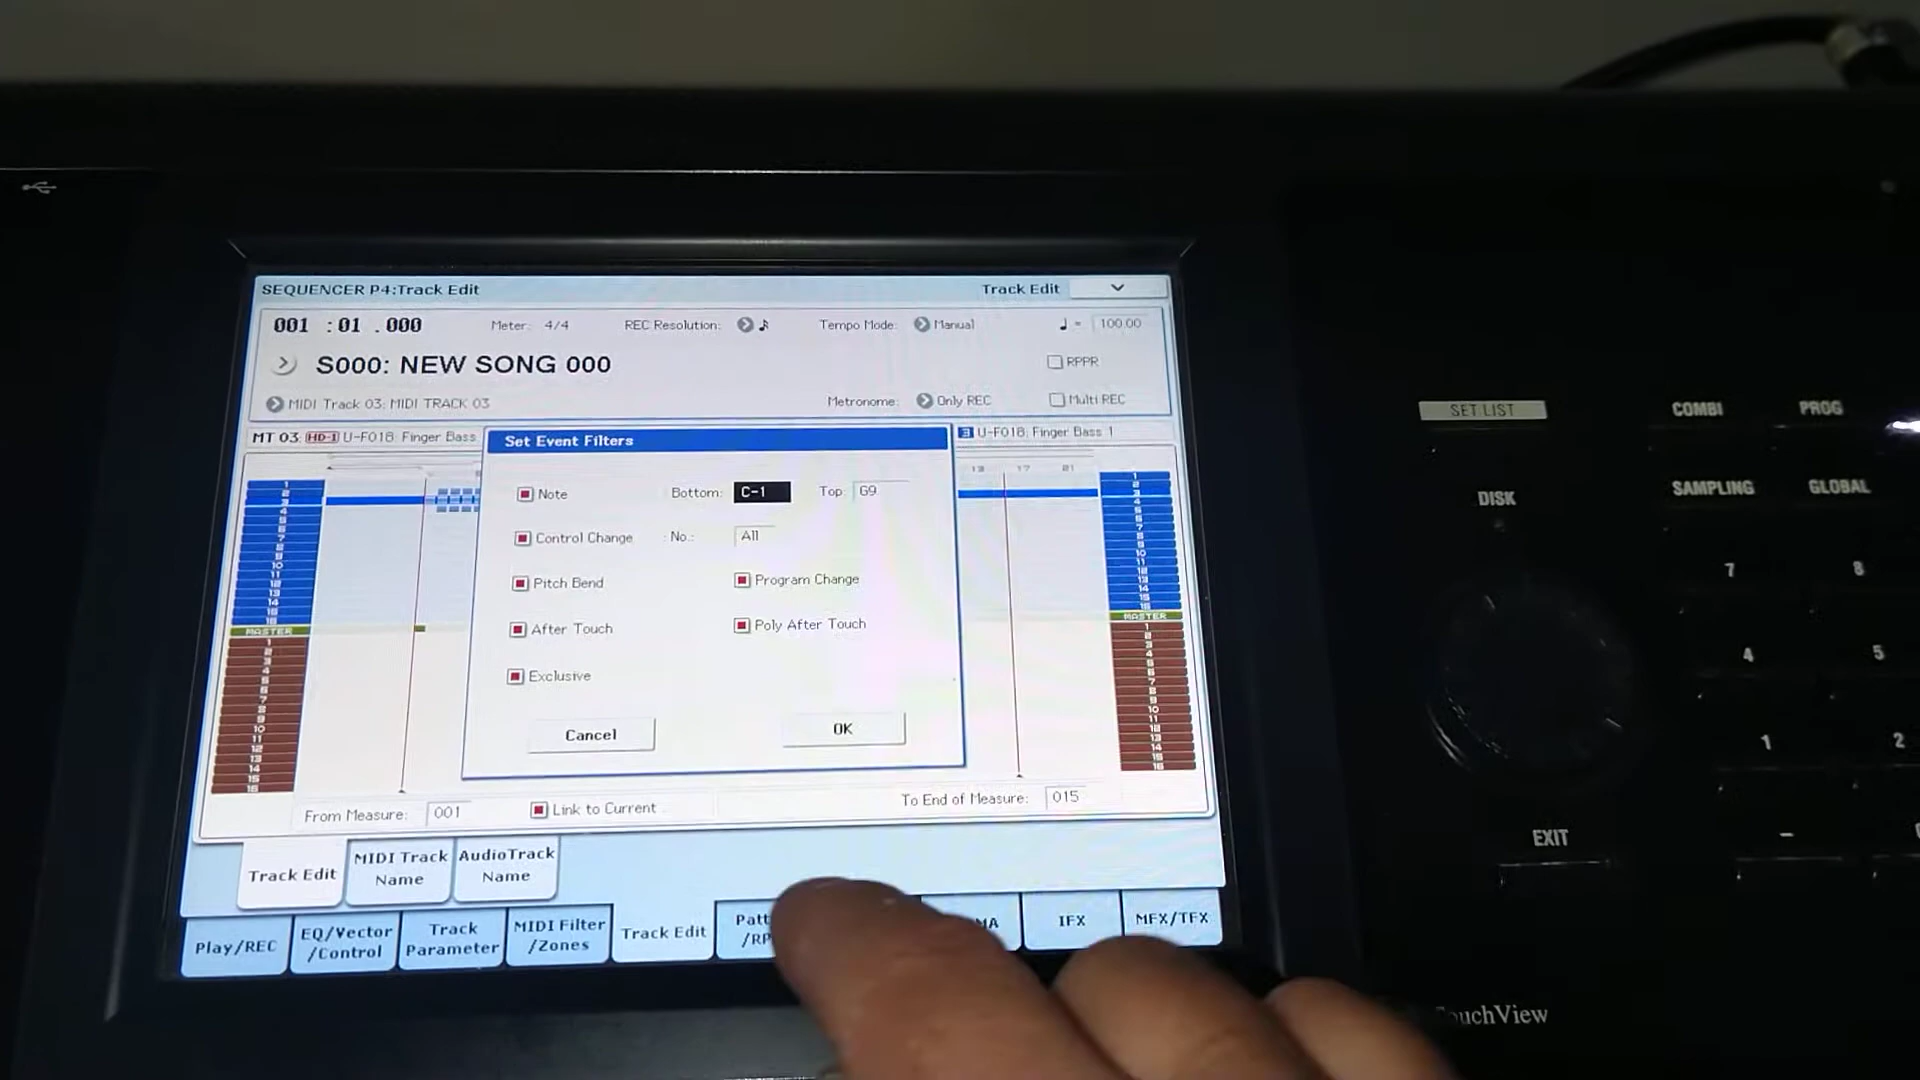 SEQUENCER P4:Track Edit Track Edit
001 :01 .000 Meter: 4/4 REC Resolution: Tempo Mode: Manual ♩ = 100.00
S000: NEW SONG 000 RPPR
MIDI Track 03: MIDI TRACK 03 Metronome: Only REC Multi REC
MT 03: HD-1 U-F018: Finger Bass 3 U-F018: Finger Bass 1
Set Event Filters
13 17 21
Note Bottom: C-1 Top: G9
Control Change : No.: All
Pitch Bend Program Change
After Touch Poly After Touch
Exclusive
Cancel OK
MASTER MASTER
From Measure: 001 Link to Current To End of Measure: 015
Track Edit MIDI Track Name AudioTrack Name
Play/REC EQ/Vector /Control Track Parameter MIDI Filter /Zones Track Edit IFX MFX/TFX
SET LIST COMBI PROG
DISK SAMPLING GLOBAL
7 8
4 5
1 2
EXIT -
TouchView